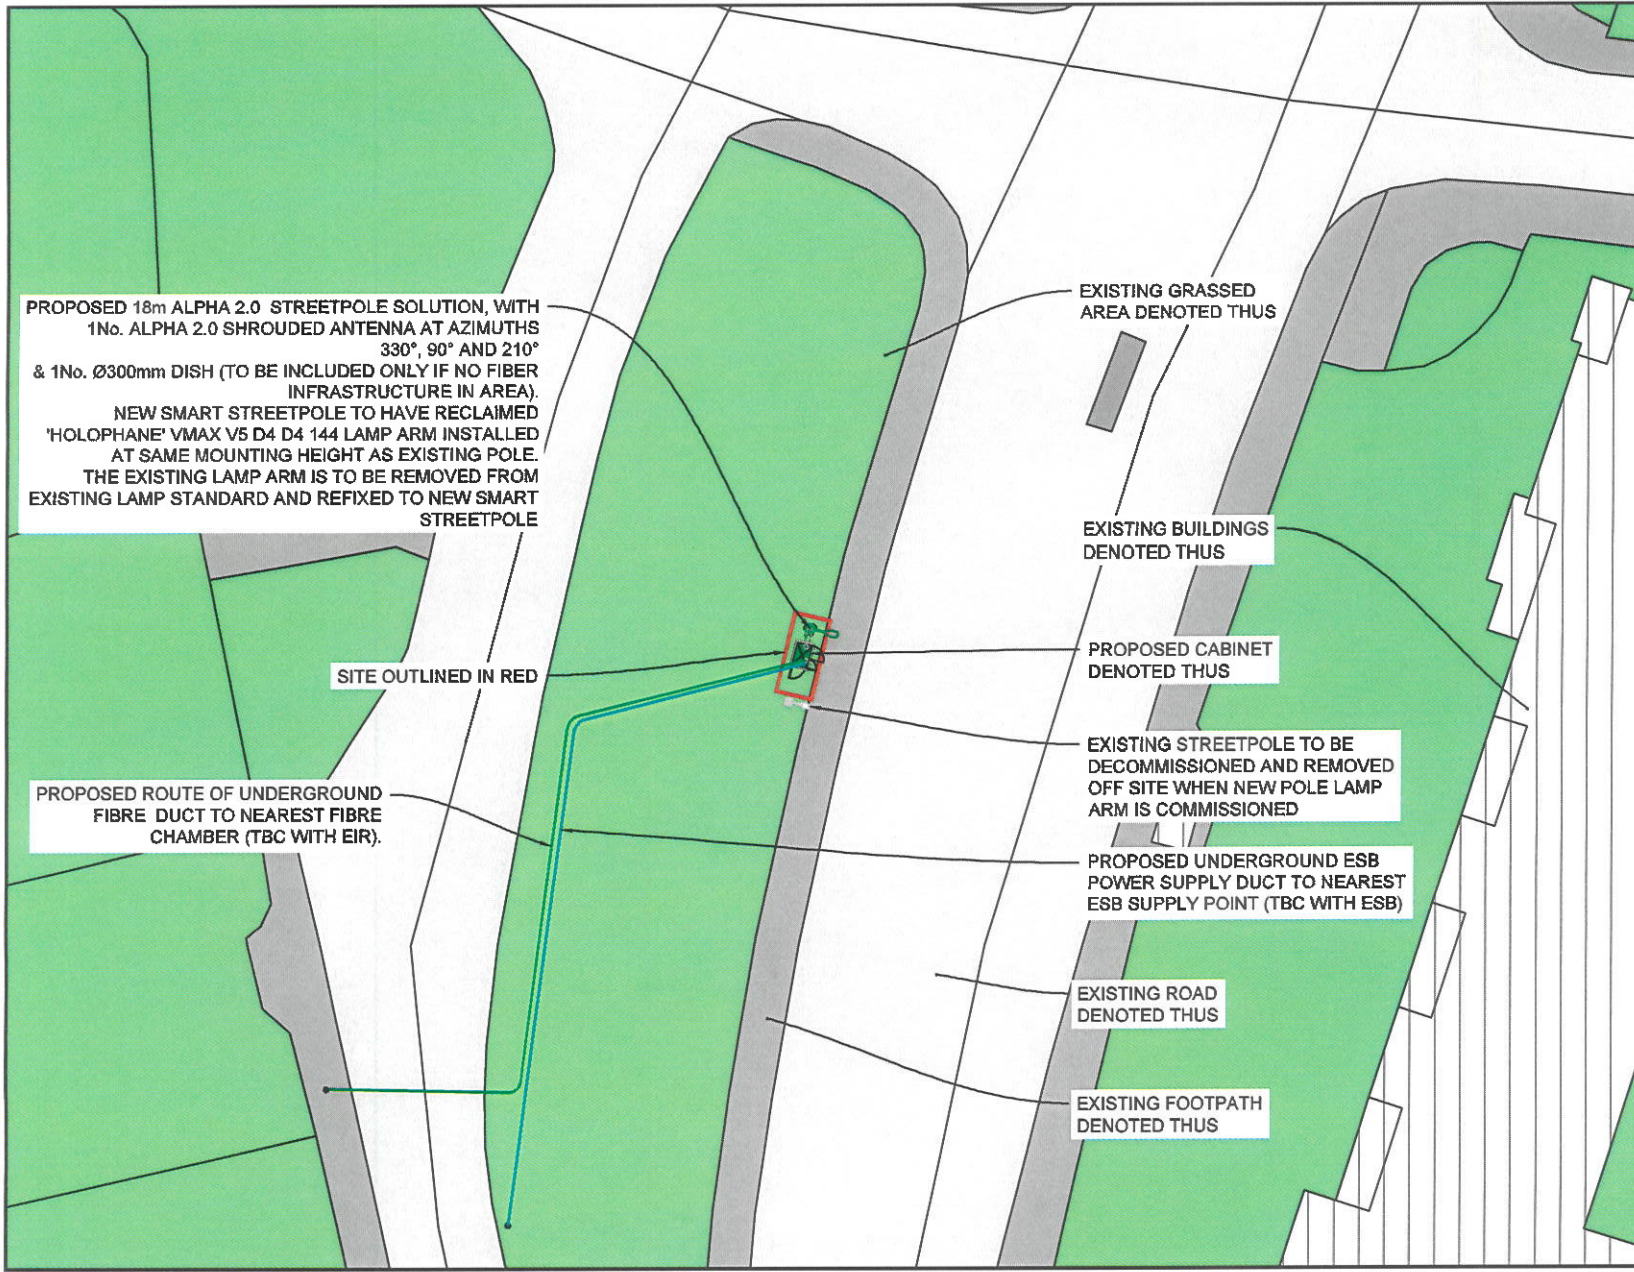 PROPOSED 18m ALPHA 2.0 STREETPOLE SOLUTION, WITH
1No. ALPHA 2.0 SHROUDED ANTENNA AT AZIMUTHS
330°, 90° AND 210°
& 1No. Ø300mm DISH (TO BE INCLUDED ONLY IF NO FIBER
INFRASTRUCTURE IN AREA).
NEW SMART STREETPOLE TO HAVE RECLAIMED
'HOLOPHANE' VMAX V5 D4 D4 144 LAMP ARM INSTALLED
AT SAME MOUNTING HEIGHT AS EXISTING POLE.
THE EXISTING LAMP ARM IS TO BE REMOVED FROM
EXISTING LAMP STANDARD AND REFIXED TO NEW SMART
STREETPOLE
SITE OUTLINED IN RED
PROPOSED ROUTE OF UNDERGROUND
FIBRE DUCT TO NEAREST FIBRE
CHAMBER (TBC WITH EIR).
EXISTING GRASSED
AREA DENOTED THUS
EXISTING BUILDINGS
DENOTED THUS
PROPOSED CABINET
DENOTED THUS
EXISTING STREETPOLE TO BE
DECOMMISSIONED AND REMOVED
OFF SITE WHEN NEW POLE LAMP
ARM IS COMMISSIONED
PROPOSED UNDERGROUND ESB
POWER SUPPLY DUCT TO NEAREST
ESB SUPPLY POINT (TBC WITH ESB)
EXISTING ROAD
DENOTED THUS
EXISTING FOOTPATH
DENOTED THUS